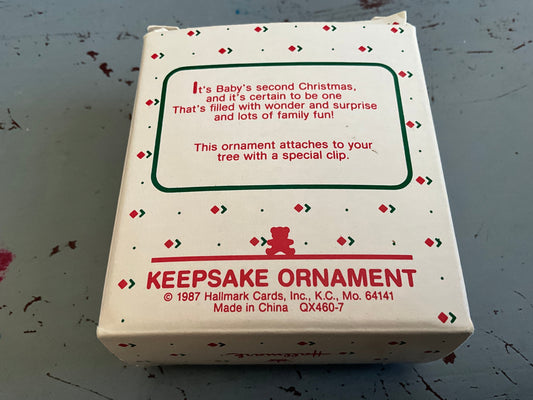 It's Baby's second Christmas,
and it's certain to be one
That's filled with wonder and surprise
and lots of family fun!
This ornament attaches to your
tree with a special clip.
KEEPSAKE ORNAMENT
© 1987 Hallmark Cards, Inc., K.C., Mo. 64141
Made in China QX460-7
Hallmark